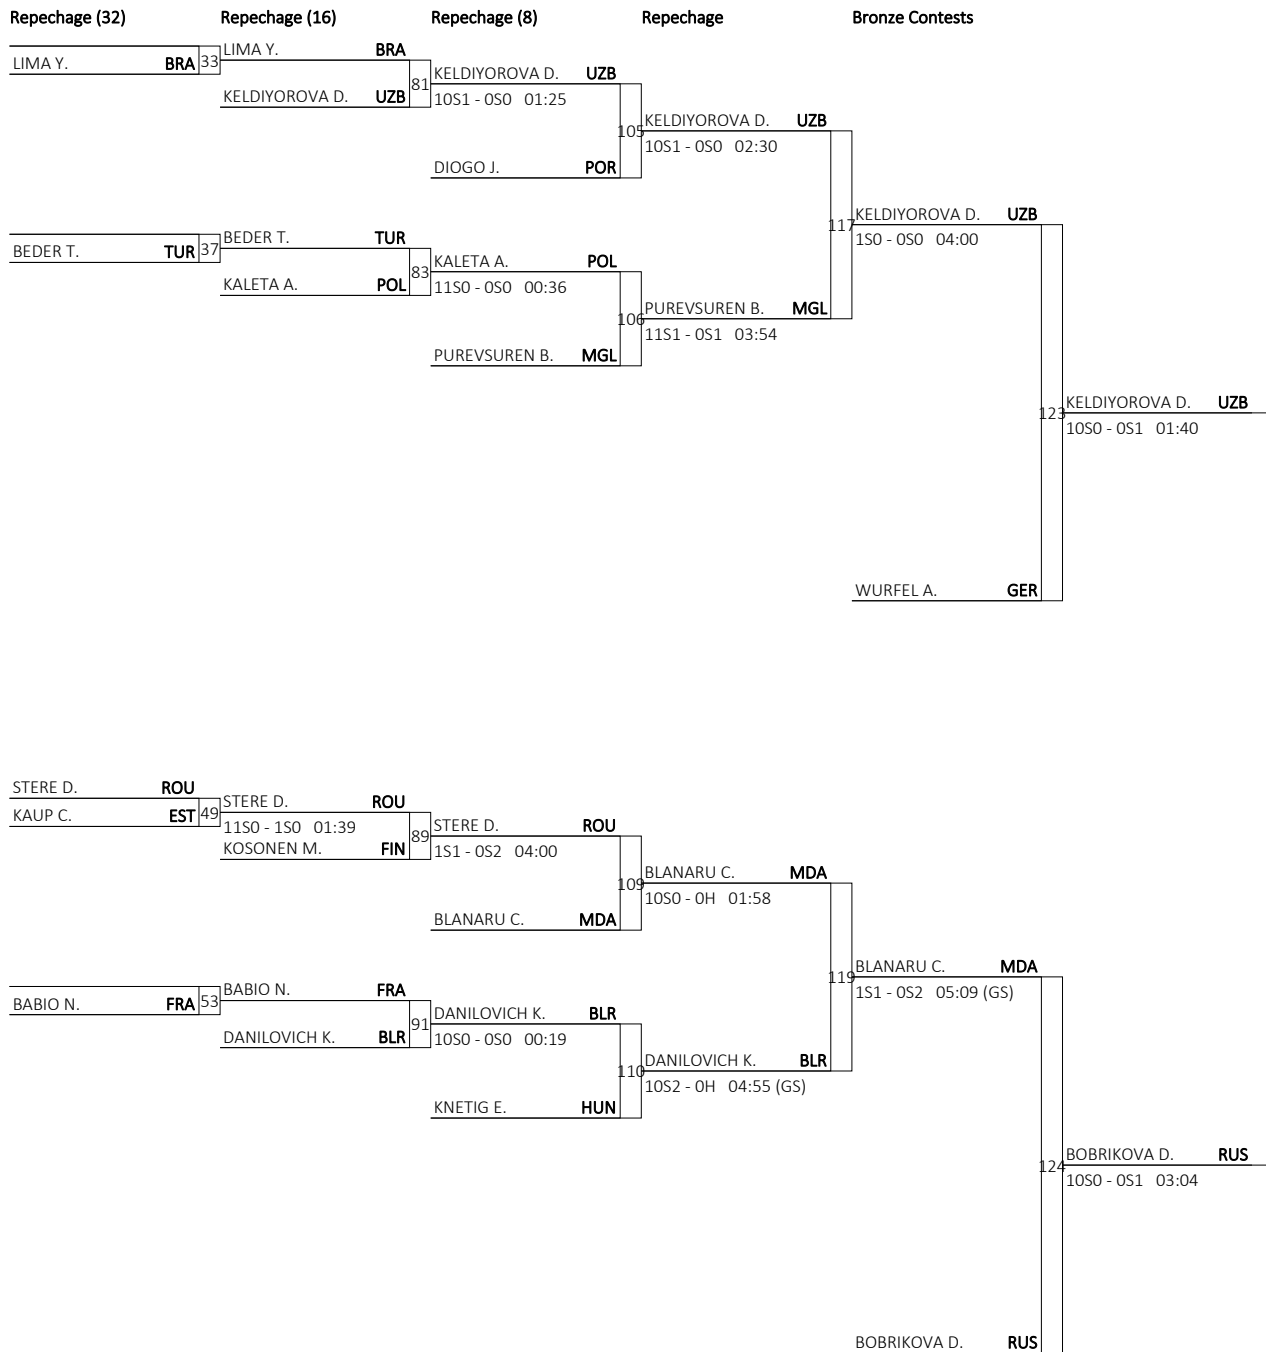 Repechage (32) Repechage (16) Repechage (8) Repechage Bronze Contests
LIMA Y. BRA
LIMA Y. BRA 33
KELDIYOROVA D. UZB
81
KELDIYOROVA D. UZB
10S1 - 0S0 01:25
KELDIYOROVA D. UZB
105
10S1 - 0S0 02:30
DIOGO J. POR
KELDIYOROVA D. UZB
117
1S0 - 0S0 04:00
BEDER T. TUR
BEDER T. TUR 37
KALETA A. POL
83
KALETA A. POL
11S0 - 0S0 00:36
PUREVSUREN B. MGL
106
11S1 - 0S1 03:54
PUREVSUREN B. MGL
KELDIYOROVA D. UZB
123
10S0 - 0S1 01:40
WURFEL A. GER
STERE D. ROU
KAUP C. EST 49
STERE D. ROU
11S0 - 1S0 01:39
STERE D. ROU
89
KOSONEN M. FIN
1S1 - 0S2 04:00
BLANARU C. MDA
109
10S0 - 0H 01:58
BLANARU C. MDA
BLANARU C. MDA
119
1S1 - 0S2 05:09 (GS)
BABIO N. FRA
BABIO N. FRA 53
DANILOVICH K. BLR
91
DANILOVICH K. BLR
10S0 - 0S0 00:19
DANILOVICH K. BLR
110
10S2 - 0H 04:55 (GS)
KNETIG E. HUN
BOBRIKOVA D. RUS
124
10S0 - 0S1 03:04
BOBRIKOVA D. RUS